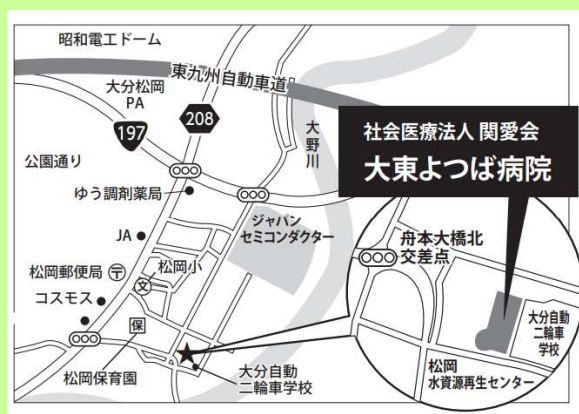 昭和電工ドーム
東九州自動車道
大分松岡
PA
197
208
大野川
公園通り
ゆう調剤薬局
社会医療法人 関愛会
大東よつば病院
ジャパン
セミコンダクター
JA
舟本大橋北
交差点
松岡郵便局
松岡小
文
コスモス
保
松岡保育園
大分自動
二輪車学校
大分自動
二輪車
学校
松岡
水資源再生センター